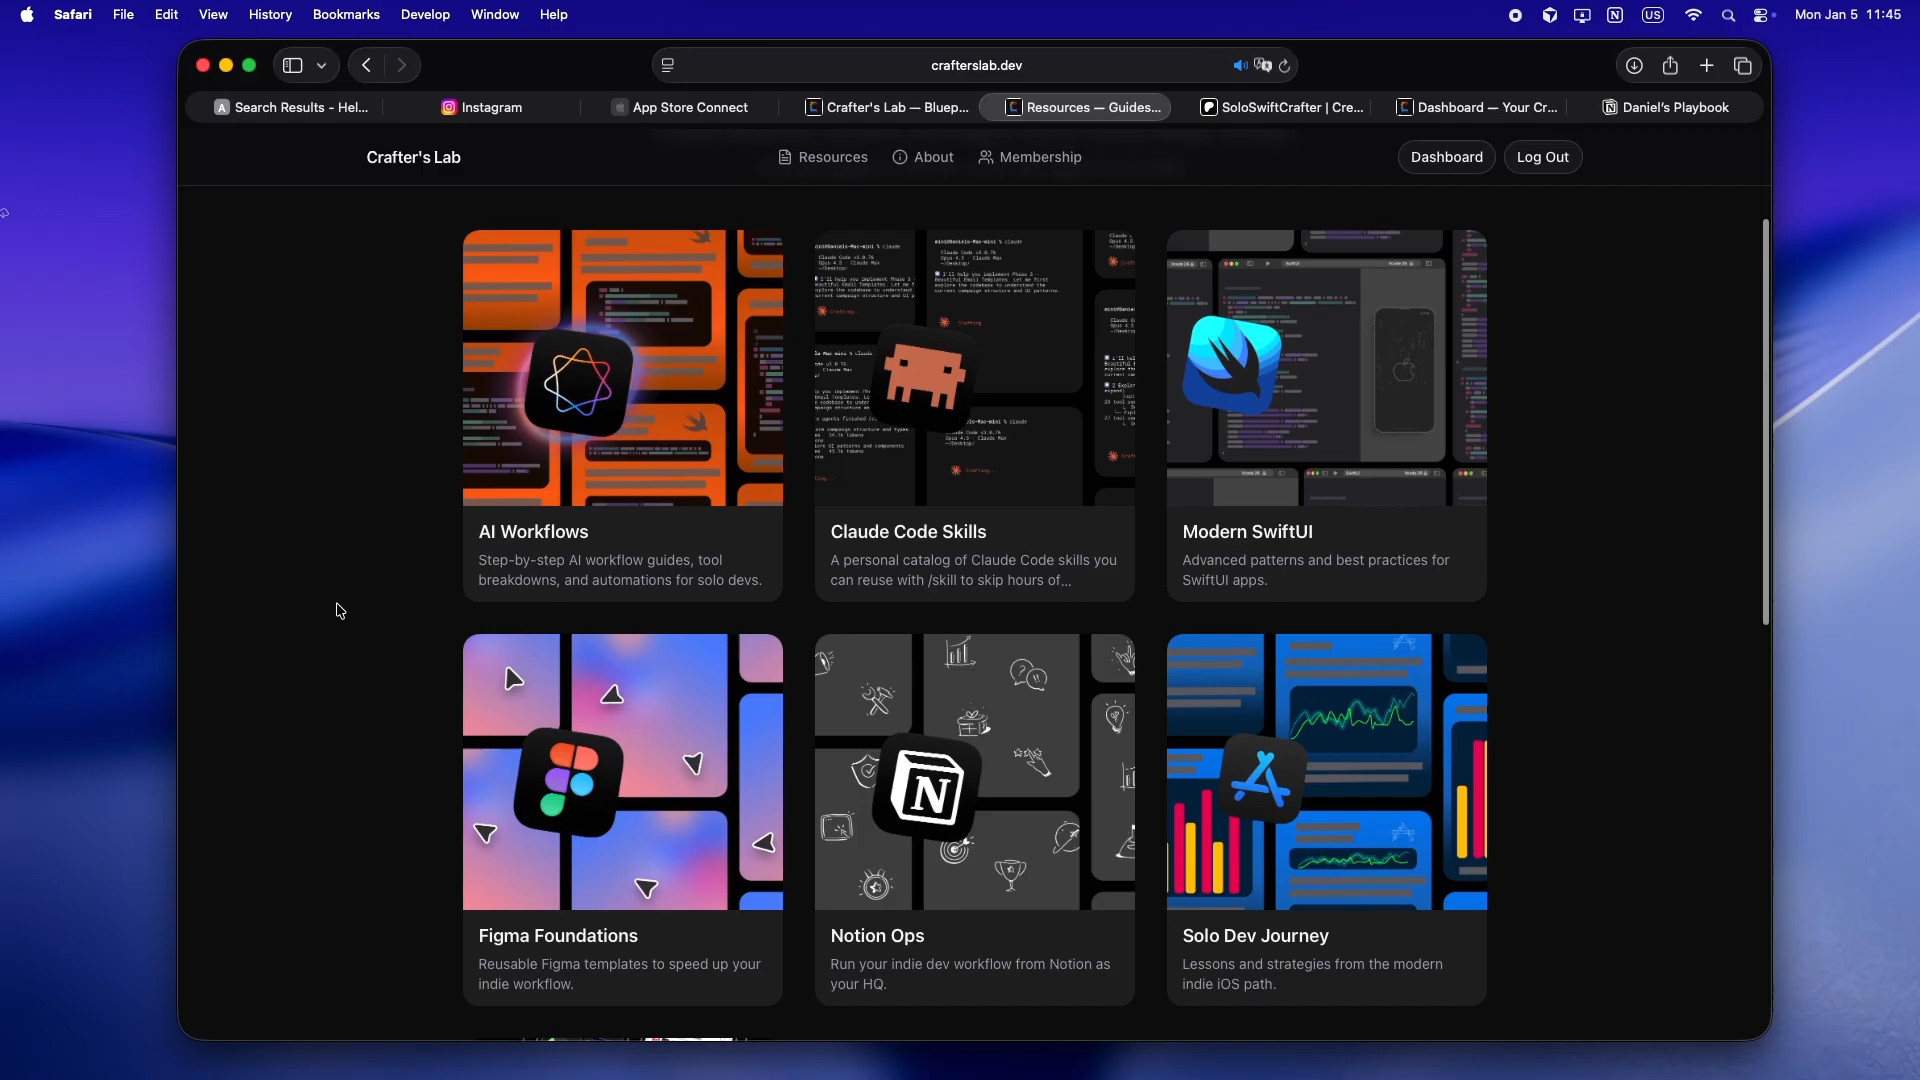 Safari File Edit View History Bookmarks Develop Window Help
US
Mon Jan 5 11:45
crafterslab.dev
Search Results - Hel...
Instagram
App Store Connect
Crafter's Lab — Bluep...
Resources — Guides...
SoloSwiftCrafter | Cre...
Dashboard — Your Cr...
Daniel's Playbook
Crafter's Lab
Resources
About
Membership
Dashboard
Log Out
AI Workflows
Step-by-step AI workflow guides, tool
breakdowns, and automations for solo devs.
Claude Code Skills
A personal catalog of Claude Code skills you
can reuse with /skill to skip hours of...
Modern SwiftUI
Advanced patterns and best practices for
SwiftUI apps.
Figma Foundations
Reusable Figma templates to speed up your
indie workflow.
Notion Ops
Run your indie dev workflow from Notion as
your HQ.
Solo Dev Journey
Lessons and strategies from the modern
indie iOS path.